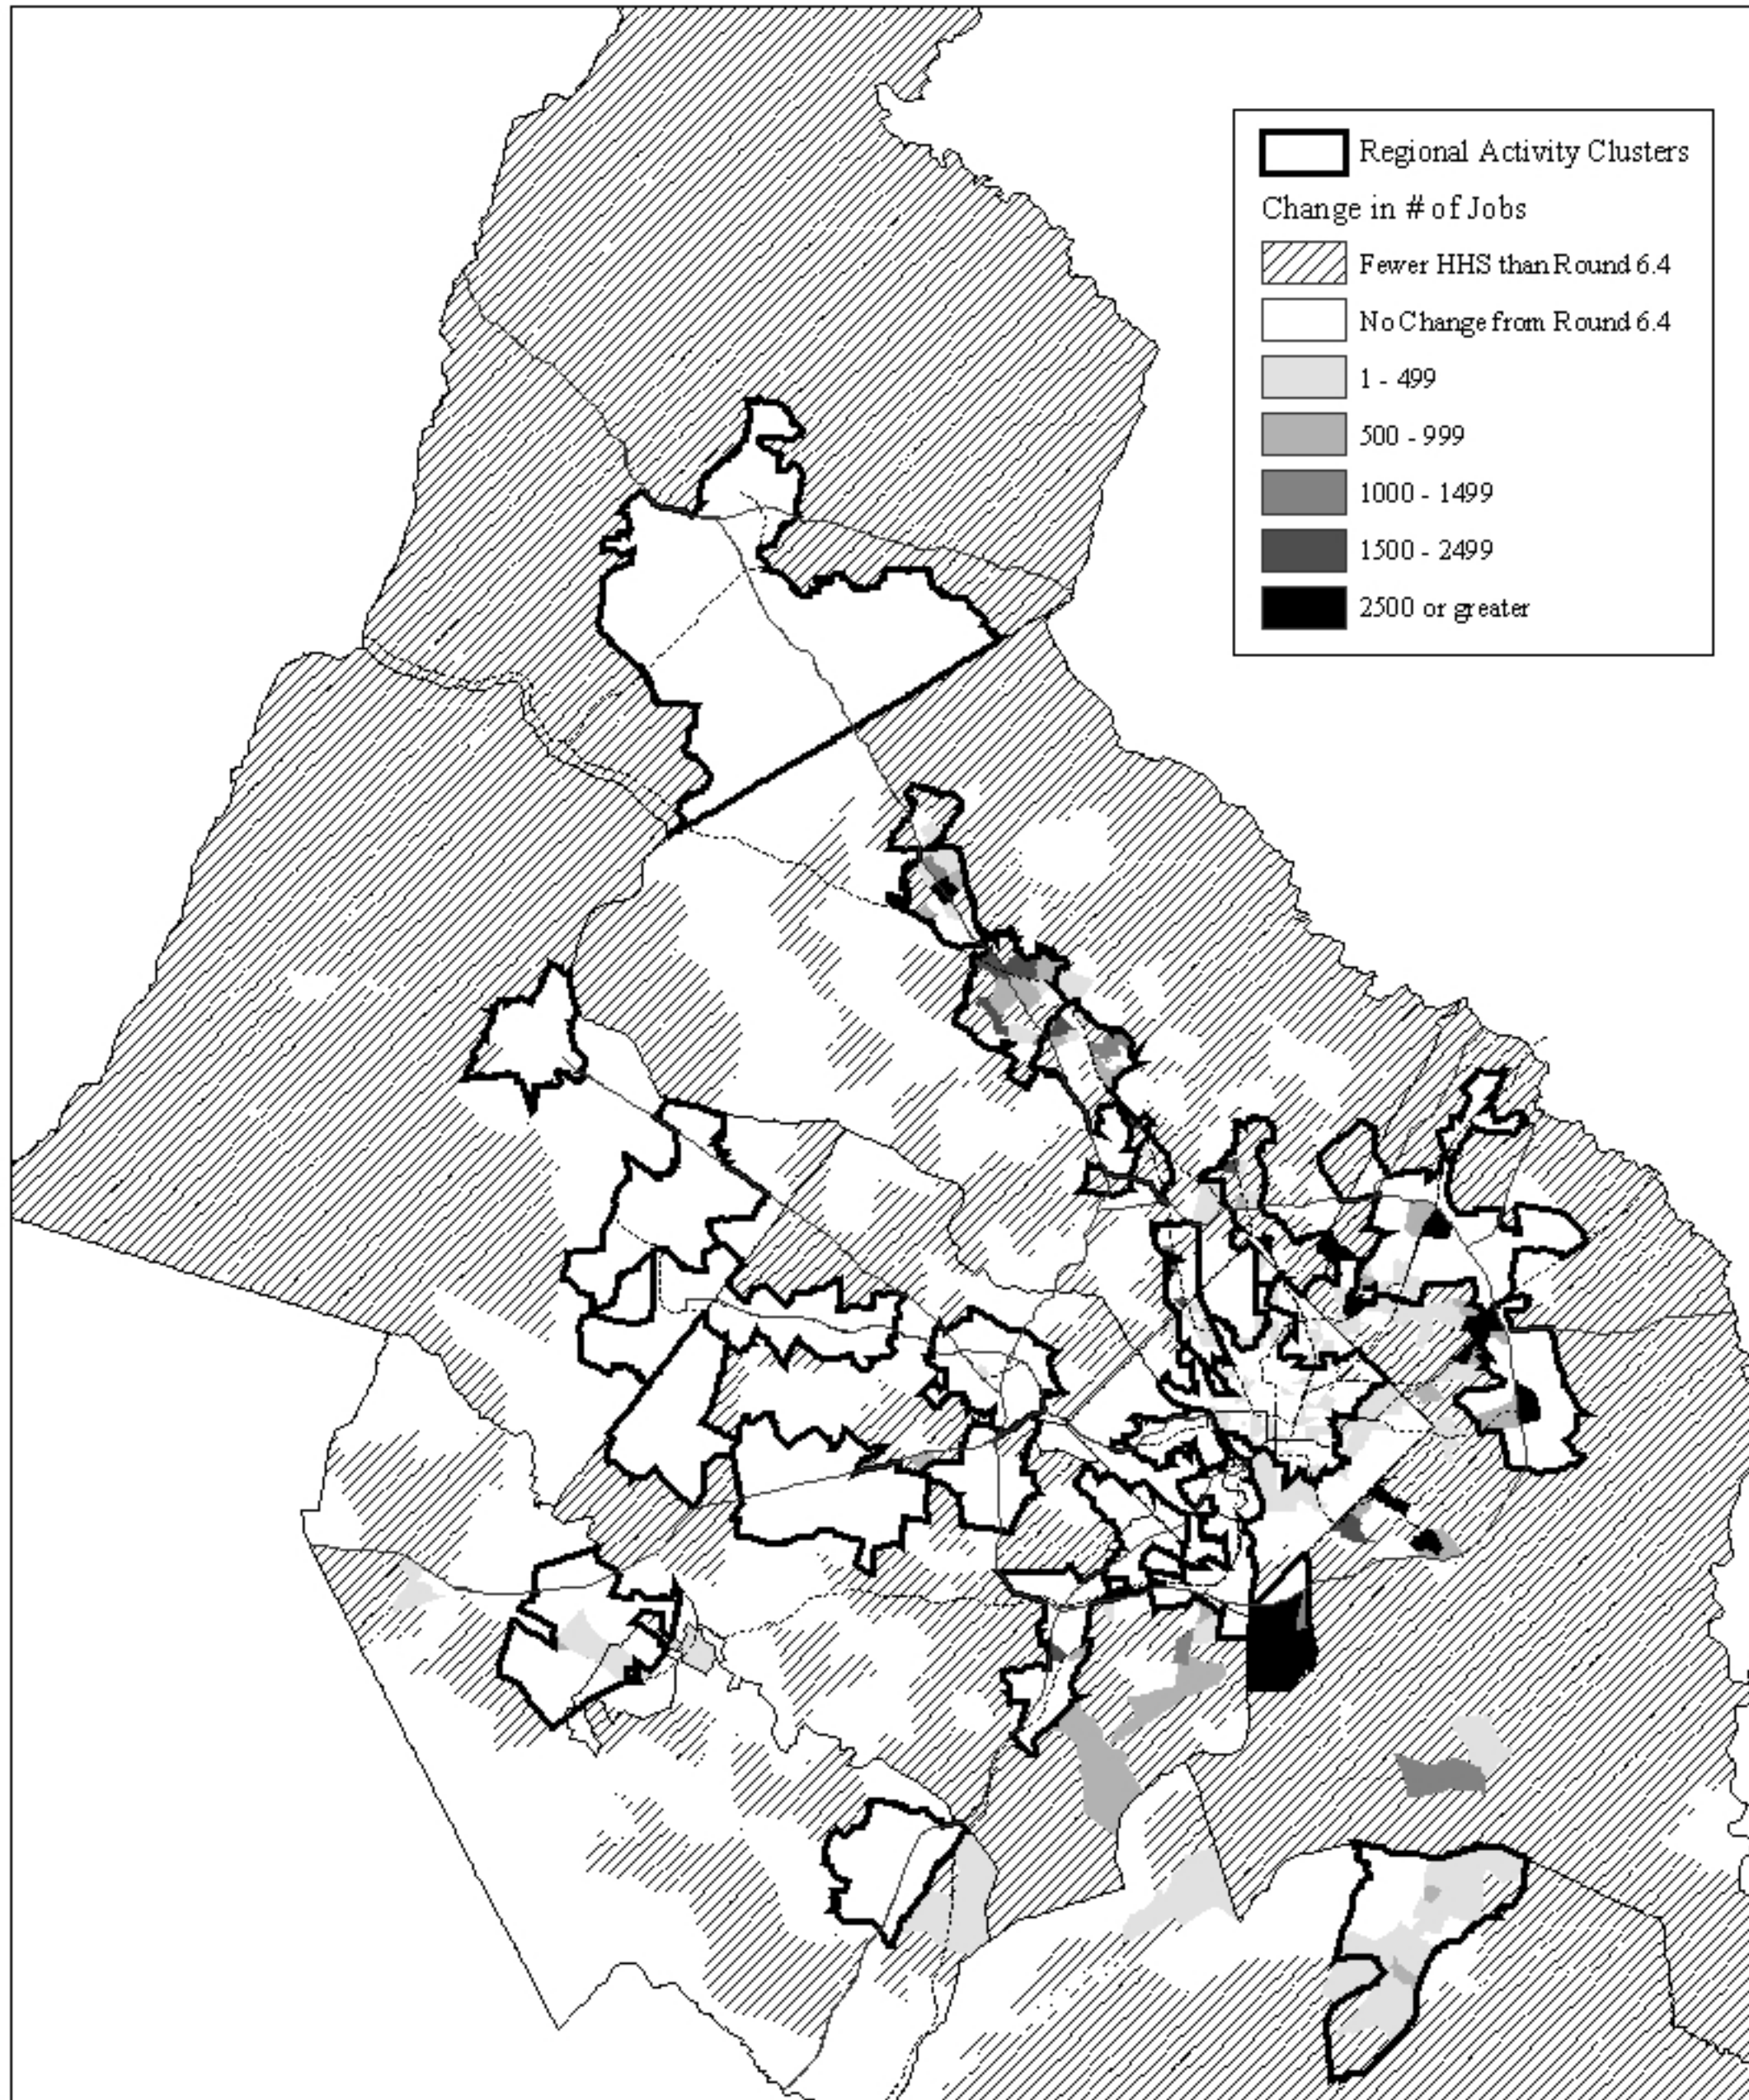 Regional Activity Clusters
Change in # of Jobs
Fewer HHS than Round 6.4
No Change from Round 6.4
1 - 499
500 - 999
1000 - 1499
1500 - 2499
2500 or greater